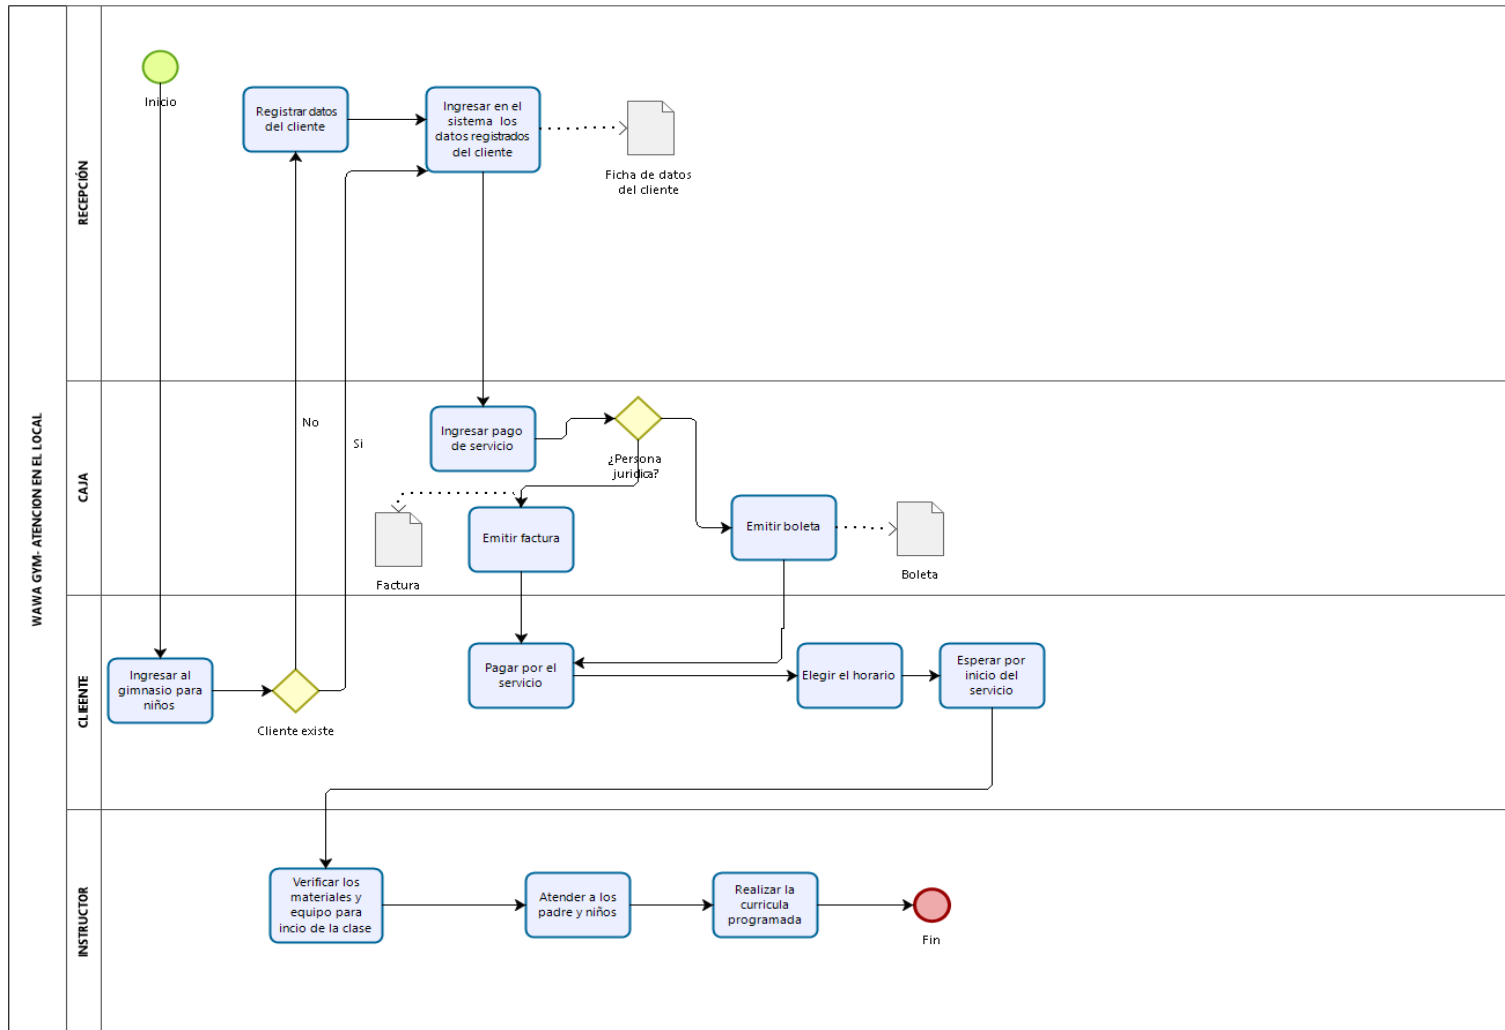 WAWA GYM- ATENCION EN EL LOCAL
RECEPCIÓN
Inicio
Registrar datos
del cliente
Ingresar en el
sistema los
datos registrados
del cliente
Ficha de datos
del cliente
CAJA
No
Si
Ingresar pago
de servicio
¿Persona
juridica?
Factura
Emitir factura
Emitir boleta
Boleta
CLIEENTE
Ingresar al
gimnasio para
niños
Cliente existe
Pagar por el
servicio
Elegir el horario
Esperar por
inicio del
servicio
INSTRUCTOR
Verificar los
materiales y
equipo para
incio de la clase
Atender a los
padre y niños
Realizar la
curricula
programada
Fin